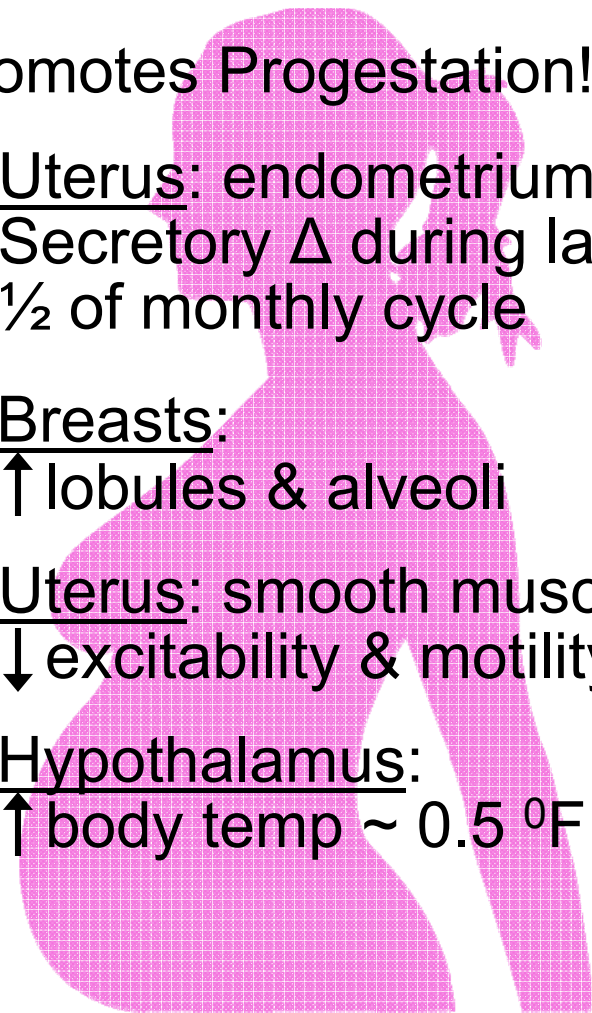 omotes Progestation!
Uterus: endometrium
Secretory Δ during la
½ of monthly cycle
Breasts:
↑ lobules & alveoli
Uterus: smooth musc
↓ excitability & motility
Hypothalamus:
↑ body temp ~ 0.5 ⁰F